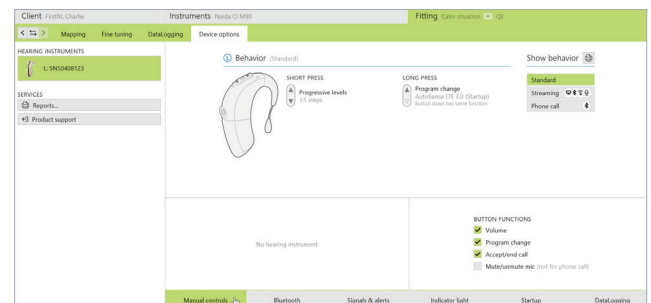 Client Firstfit, Charlie
Instruments Naída CI M90
Fitting Calm situation
Mapping
Fine tuning
DataLogging
Device options
HEARING INSTRUMENTS
L: SN50408123
SERVICES
Reports...
Product support
L Behavior (Standard)
SHORT PRESS
Progressive levels
±5 steps
LONG PRESS
Program change
AutoSense OS 3.0 (Startup)
Button down has same function
Show behavior
Standard
Streaming
Phone call
No hearing instrument
BUTTON FUNCTIONS
Volume
Program change
Accept/end call
Mute/unmute mic (not for phone call)
Manual controls
Bluetooth
Signals & alerts
Indicator light
Startup
DataLogging